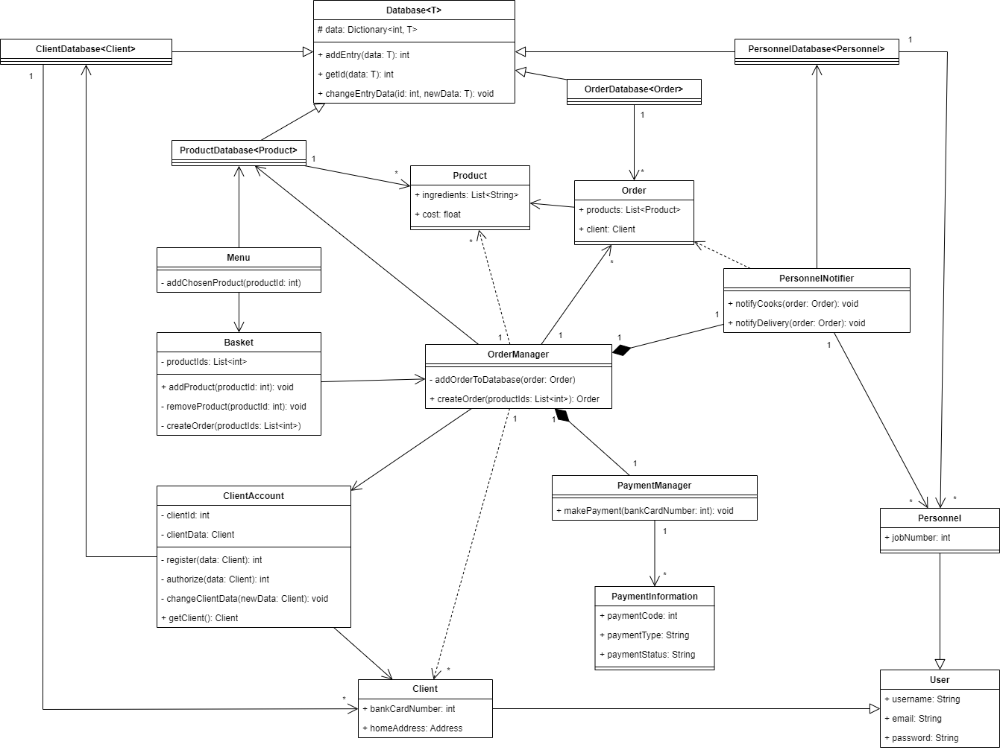 Database<T>
# data: Dictionary<int, T>
+ addEntry(data: T): int
+ getId(data: T): int
+ changeEntryData(id: int, newData: T): void
ClientDatabase<Client>
1
PersonnelDatabase<Personnel>
1
OrderDatabase<Order>
1
ProductDatabase<Product>
1
*
Product
+ ingredients: List<String>
+ cost: float
*
*
Order
+ products: List<Product>
+ client: Client
*
Menu
- addChosenProduct(productId: int)
PersonnelNotifier
+ notifyCooks(order: Order): void
+ notifyDelivery(order: Order): void
1
1
Basket
- productIds: List<int>
+ addProduct(productId: int): void
- removeProduct(productId: int): void
- createOrder(productIds: List<int>)
1
1
1
OrderManager
- addOrderToDatabase(order: Order)
+ createOrder(productIds: List<int>): Order
1
1
ClientAccount
- clientId: int
- clientData: Client
- register(data: Client): int
- authorize(data: Client): int
- changeClientData(newData: Client): void
+ getClient(): Client
1
PaymentManager
+ makePayment(bankCardNumber: int): void
1
*
*
*
Personnel
+ jobNumber: int
PaymentInformation
+ paymentCode: int
+ paymentType: String
+ paymentStatus: String
*
*
Client
+ bankCardNumber: int
+ homeAddress: Address
User
+ username: String
+ email: String
+ password: String